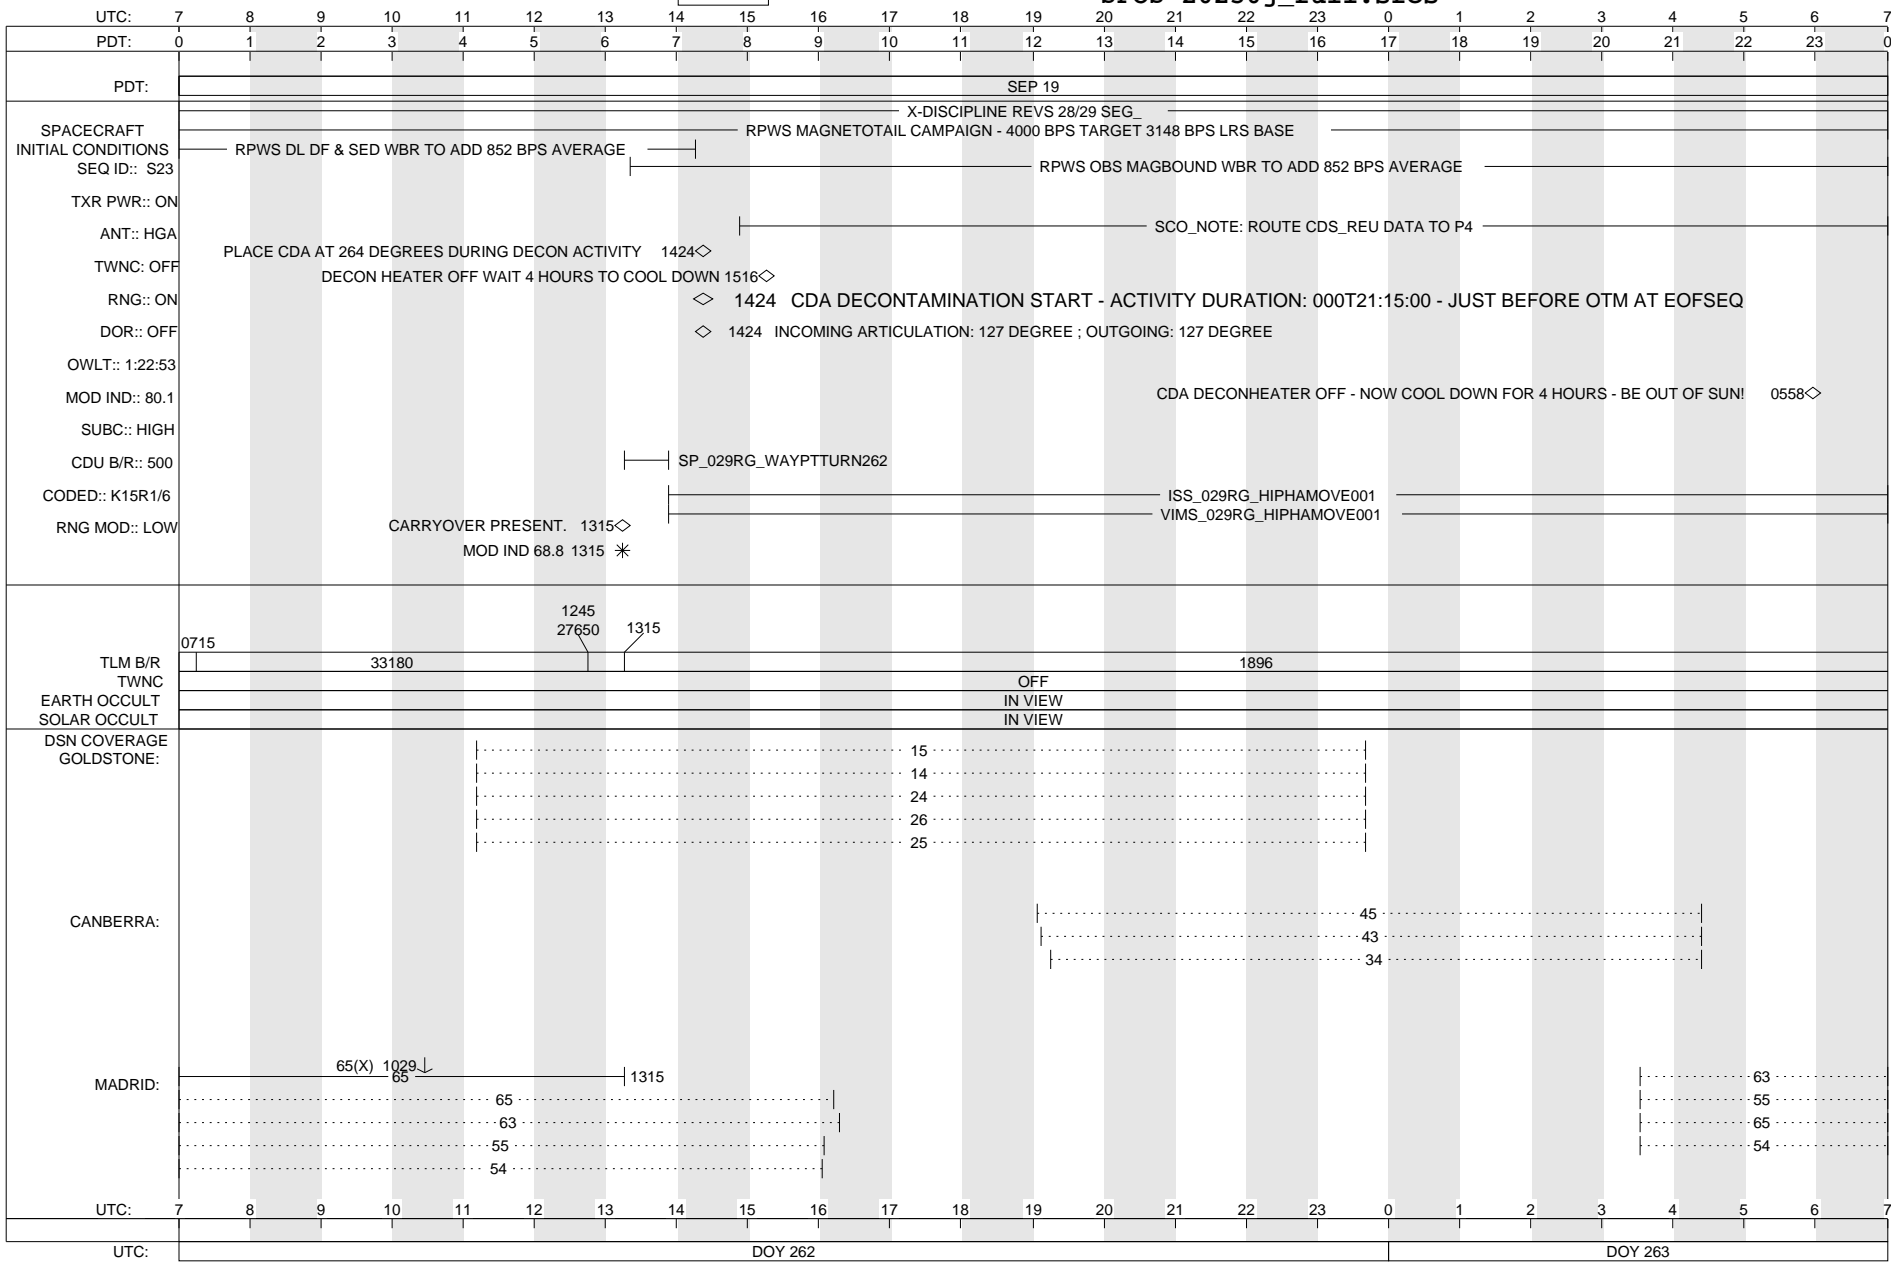 UTC: 7 8 9 10 11 12 13 14 15 16 17 18 19 20 21 22 23 0 1 2 3 4 5 6 7
PDT: 0 1 2 3 4 5 6 7 8 9 10 11 12 13 14 15 16 17 18 19 20 21 22 23 0
PDT: SEP 19
X-DISCIPLINE REVS 28/29 SEG_
SPACECRAFT
INITIAL CONDITIONS
RPWS MAGNETOTAIL CAMPAIGN - 4000 BPS TARGET 3148 BPS LRS BASE
RPWS DL DF & SED WBR TO ADD 852 BPS AVERAGE
SEQ ID:: S23
RPWS OBS MAGBOUND WBR TO ADD 852 BPS AVERAGE
TXR PWR:: ON
ANT:: HGA
SCO_NOTE: ROUTE CDS_REU DATA TO P4
PLACE CDA AT 264 DEGREES DURING DECON ACTIVITY 1424
TWNC: OFF
DECON HEATER OFF WAIT 4 HOURS TO COOL DOWN 1516
RNG:: ON
1424 CDA DECONTAMINATION START - ACTIVITY DURATION: 000T21:15:00 - JUST BEFORE OTM AT EOFSEQ
DOR:: OFF
1424 INCOMING ARTICULATION: 127 DEGREE ; OUTGOING: 127 DEGREE
OWLT:: 1:22:53
MOD IND:: 80.1
CDA DECONHEATER OFF - NOW COOL DOWN FOR 4 HOURS - BE OUT OF SUN! 0558
SUBC:: HIGH
CDU B/R:: 500
SP_029RG_WAYPTTURN262
CODED:: K15R1/6
ISS_029RG_HIPHAMOVE001
VIMS_029RG_HIPHAMOVE001
RNG MOD:: LOW
CARRYOVER PRESENT. 1315
MOD IND 68.8 1315
1245
27650
1315
0715
TLM B/R 33180 1896
TWNC OFF
EARTH OCCULT IN VIEW
SOLAR OCCULT IN VIEW
DSN COVERAGE
GOLDSTONE:
15
14
24
26
25
CANBERRA:
45
43
34
MADRID:
65(X) 1029
65 1315
65
63
55
54
63
55
65
54
UTC: 7 8 9 10 11 12 13 14 15 16 17 18 19 20 21 22 23 0 1 2 3 4 5 6 7
UTC: DOY 262 DOY 263